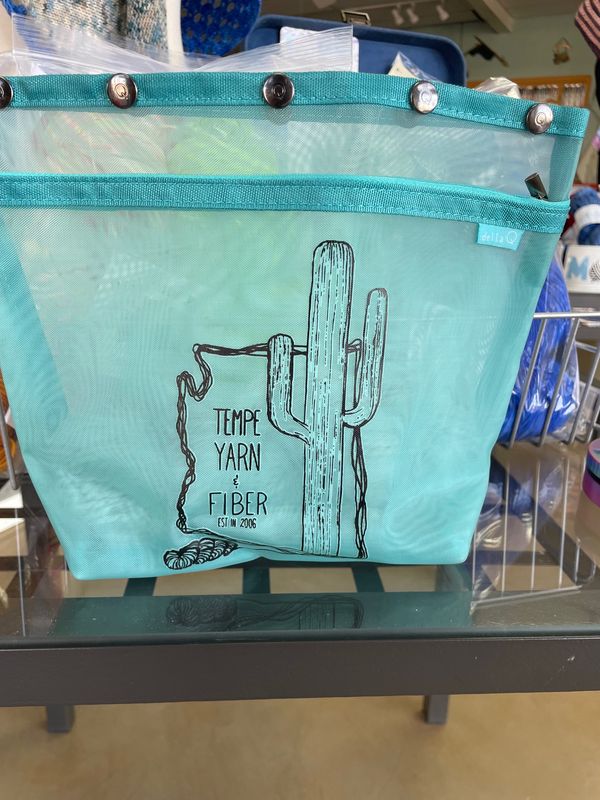 della Q
TEMPE
YARN
&
FIBER
EST IN 2006